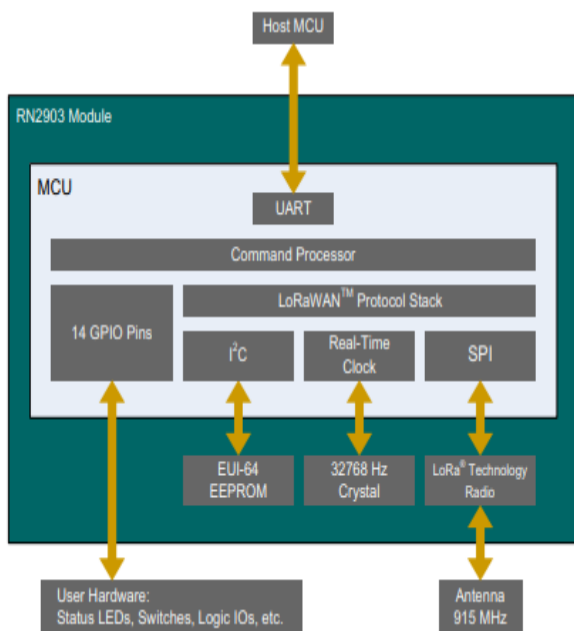 Host MCU
RN2903 Module
MCU
UART
Command Processor
14 GPIO Pins
LoRaWAN™ Protocol Stack
I²C
Real-Time
Clock
SPI
EUI-64
EEPROM
32768 Hz
Crystal
LoRa® Technology
Radio
User Hardware:
Status LEDs, Switches, Logic IOs, etc.
Antenna
915 MHz